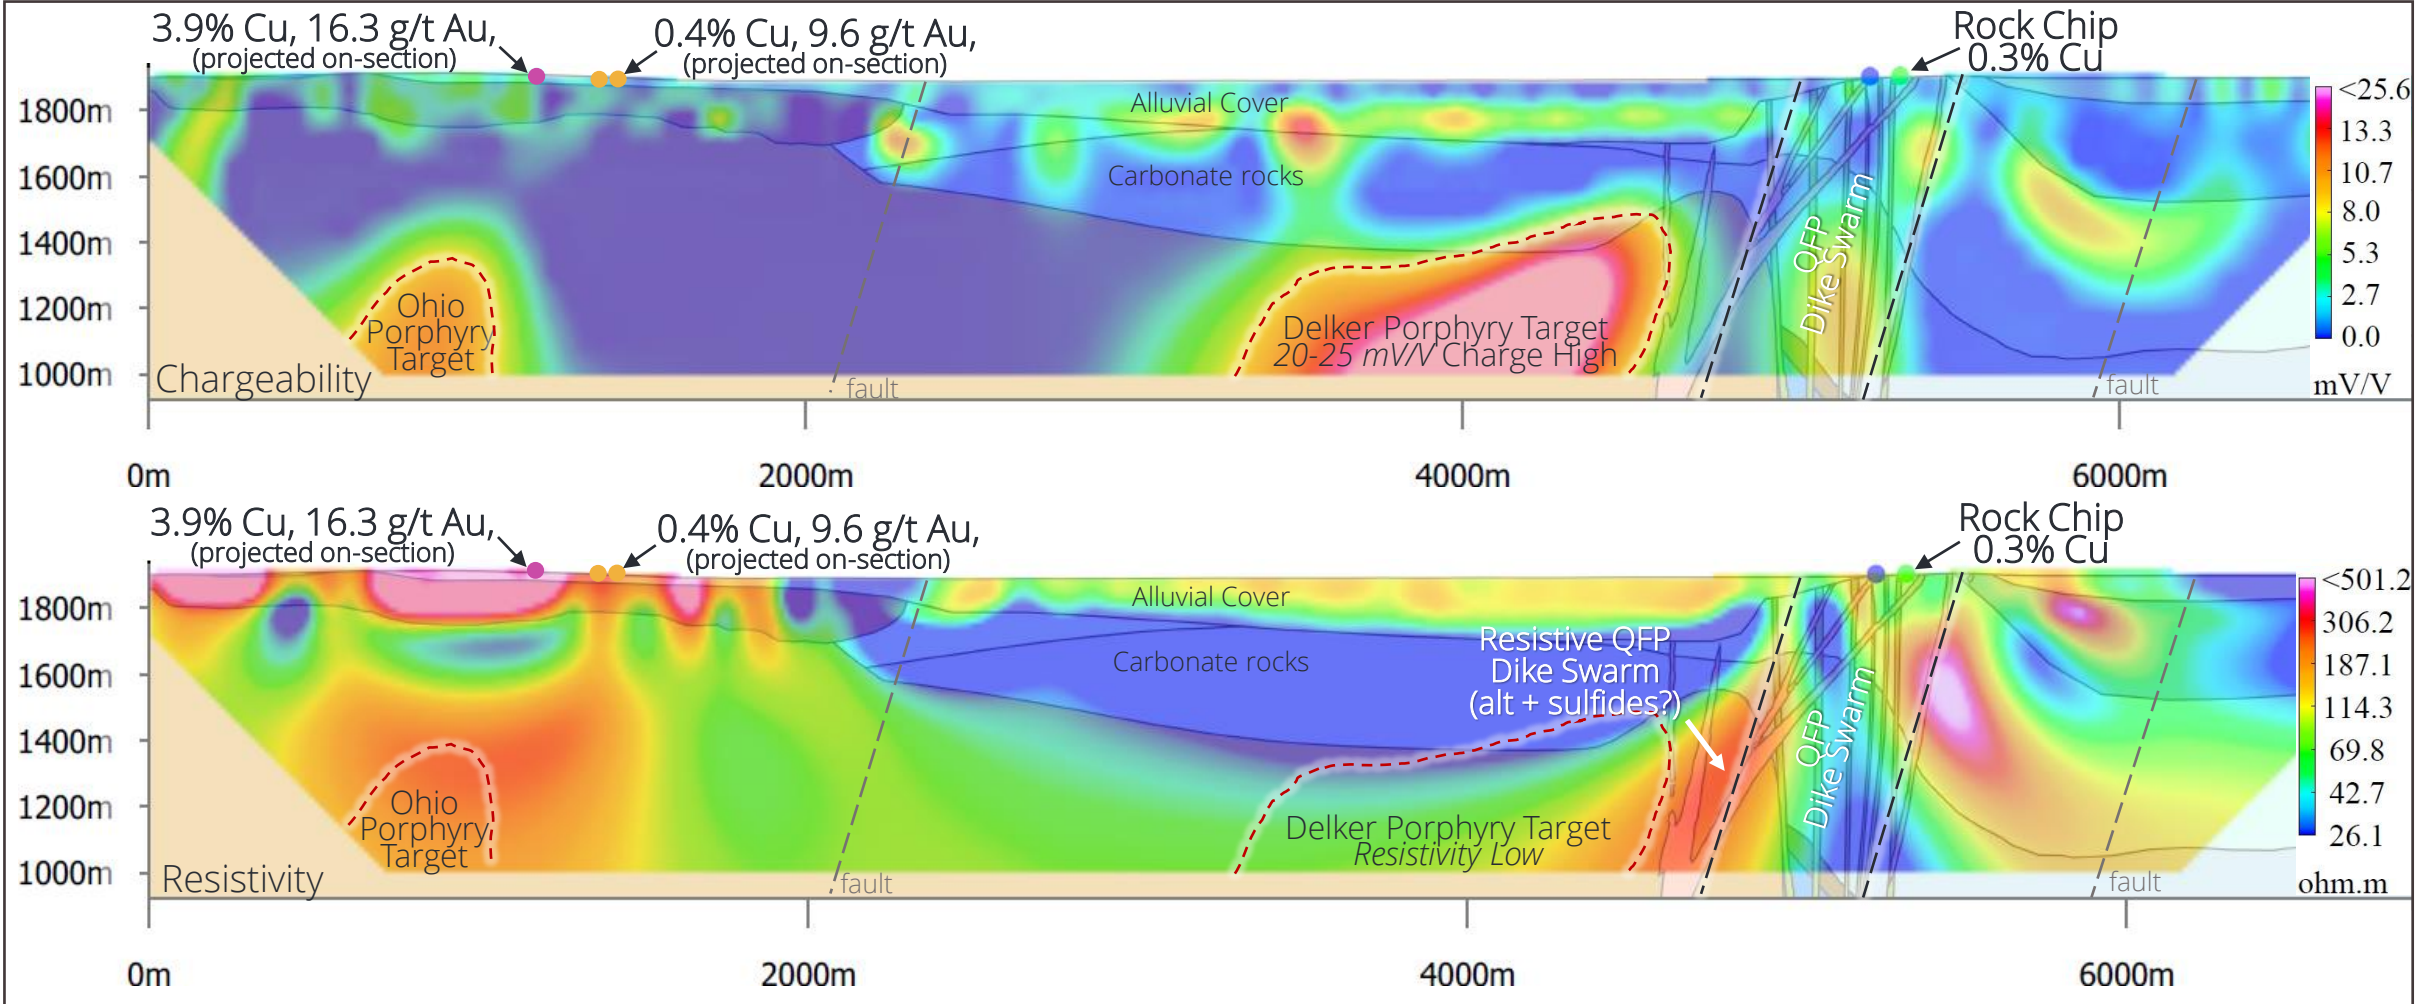 3.9% Cu, 16.3 g/t Au,
(projected on-section)
0.4% Cu, 9.6 g/t Au,
(projected on-section)
Rock Chip
0.3% Cu
1800m
1600m
1400m
1200m
1000m
Alluvial Cover
Carbonate rocks
QFP
Dike Swarm
Ohio
Porphyry
Target
Delker Porphyry Target
20-25 mV/V Charge High
Chargeability
fault
fault
<25.6
13.3
10.7
8.0
5.3
2.7
0.0
mV/V
0m
2000m
4000m
6000m
3.9% Cu, 16.3 g/t Au,
(projected on-section)
0.4% Cu, 9.6 g/t Au,
(projected on-section)
Rock Chip
0.3% Cu
1800m
1600m
1400m
1200m
1000m
Alluvial Cover
Carbonate rocks
Resistive QFP
Dike Swarm
(alt + sulfides?)
QFP
Dike Swarm
Ohio
Porphyry
Target
Delker Porphyry Target
Resistivity Low
Resistivity
fault
fault
<501.2
306.2
187.1
114.3
69.8
42.7
26.1
ohm.m
0m
2000m
4000m
6000m